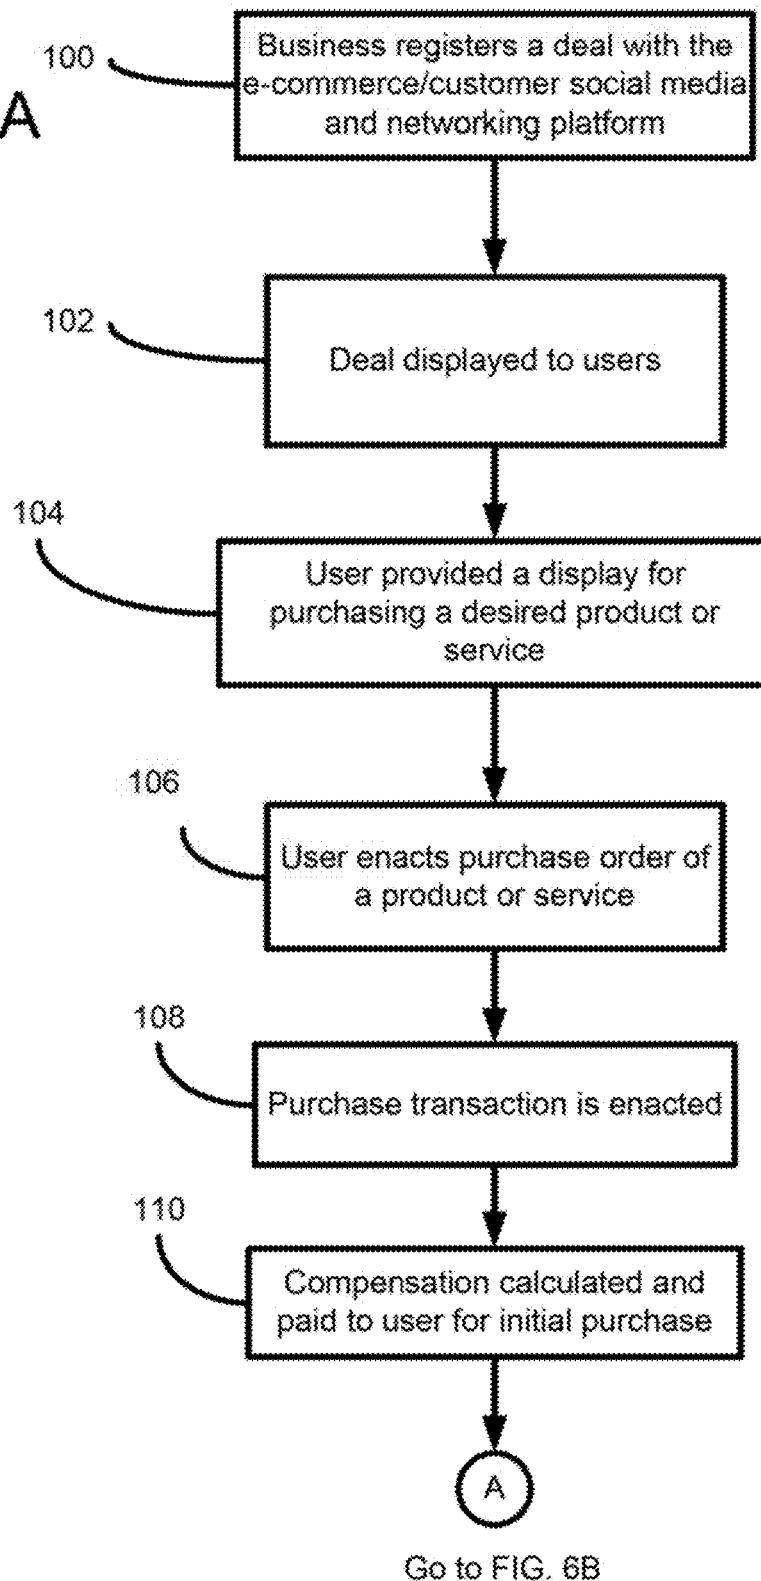 100
Business registers a deal with the
e-commerce/customer social media
and networking platform
A
102
Deal displayed to users
104
User provided a display for
purchasing a desired product or
service
106
User enacts purchase order of
a product or service
108
Purchase transaction is enacted
110
Compensation calculated and
paid to user for initial purchase
A
Go to FIG. 6B